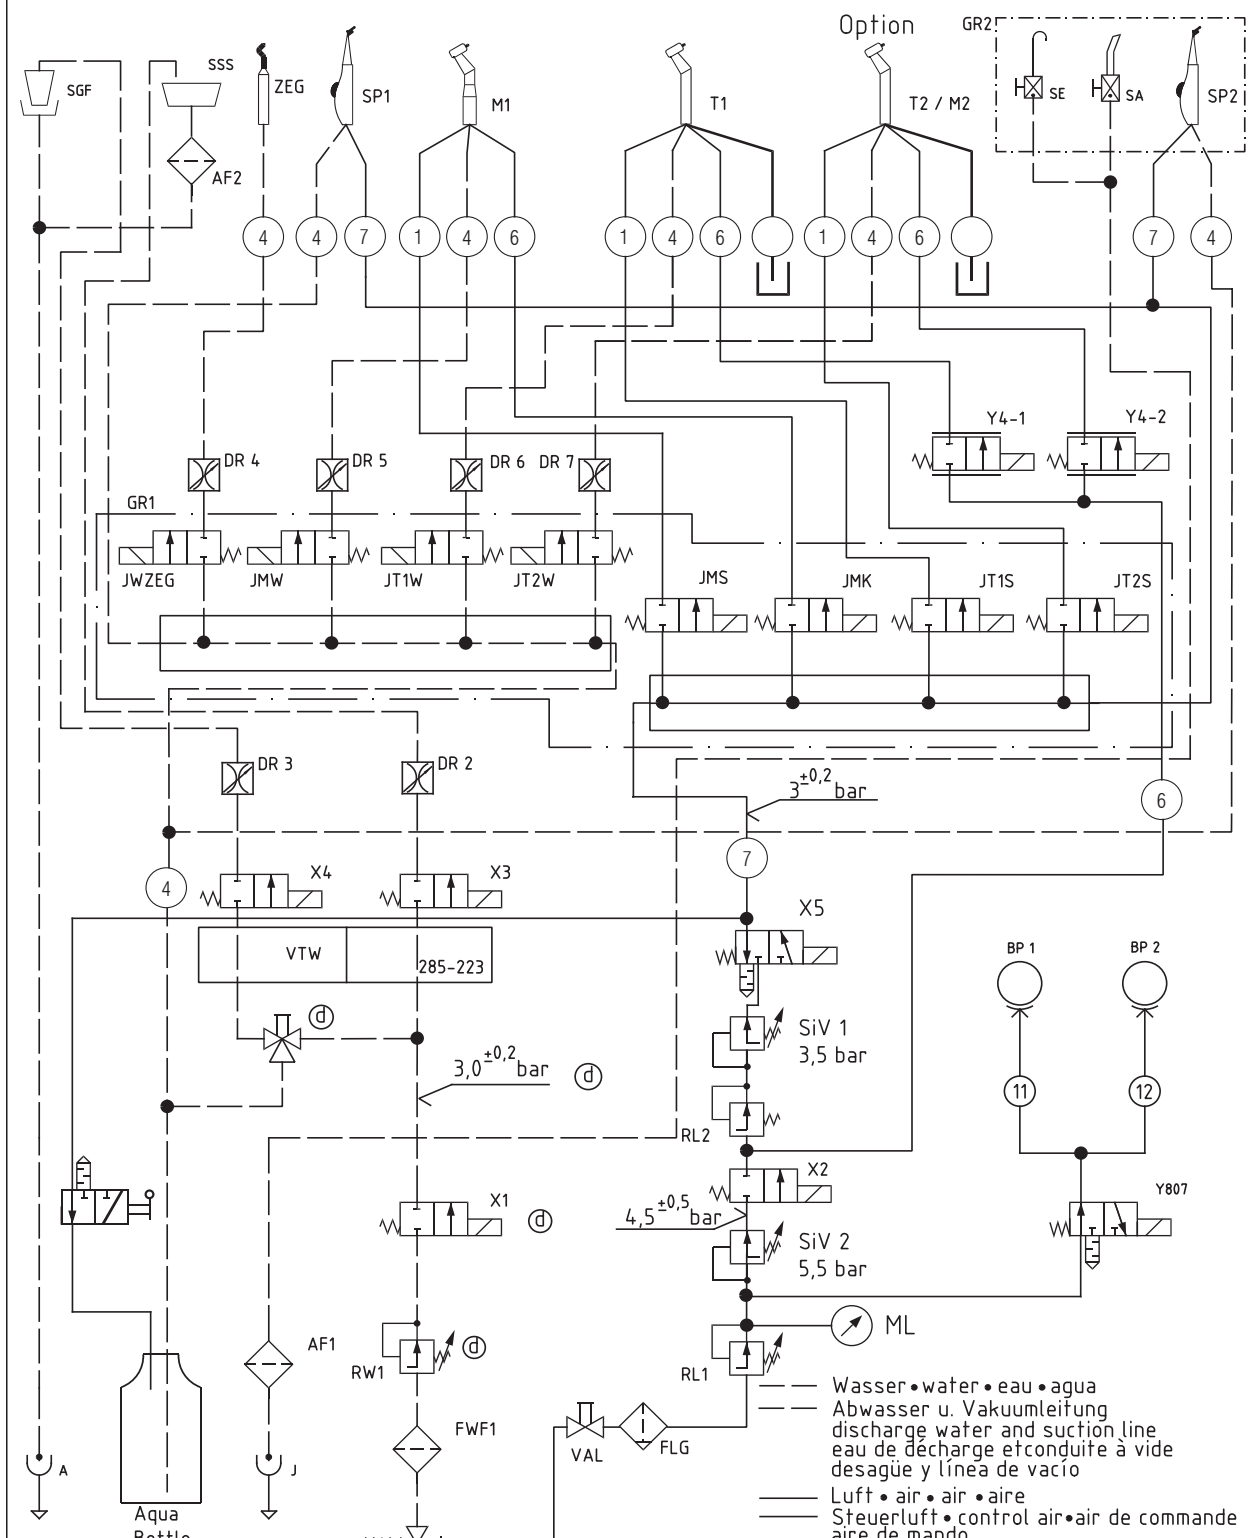 Option
GR2
SGF
SSS
ZEG
SP1
M1
T1
T2 / M2
SE
SA
SP2
AF2
4
4
7
1
4
6
1
4
6
1
4
6
7
4
Y4-1
Y4-2
DR 4
DR 5
DR 6
DR 7
GR1
JWZEG
JMW
JT1W
JT2W
JMS
JMK
JT1S
JT2S
DR 3
DR 2
3±0,2 bar
6
7
4
X4
X3
X5
VTW
285-223
BP 1
BP 2
d
SiV 1
3,5 bar
3,0±0,2 bar
d
11
12
RL2
X2
X1
d
Y807
4,5±0,5 bar
SiV 2
5,5 bar
ML
AF1
RW1
d
RL1
FWF1
VAL
FLG
A
J
Aqua
Bottle
Wasser • water • eau • agua
Abwasser u. Vakuumleitung
discharge water and suction line
eau de décharge etconduite à vide
desagüe y línea de vacío
Luft • air • air • aire
Steuerluft • control air•air de commande
aire de mando